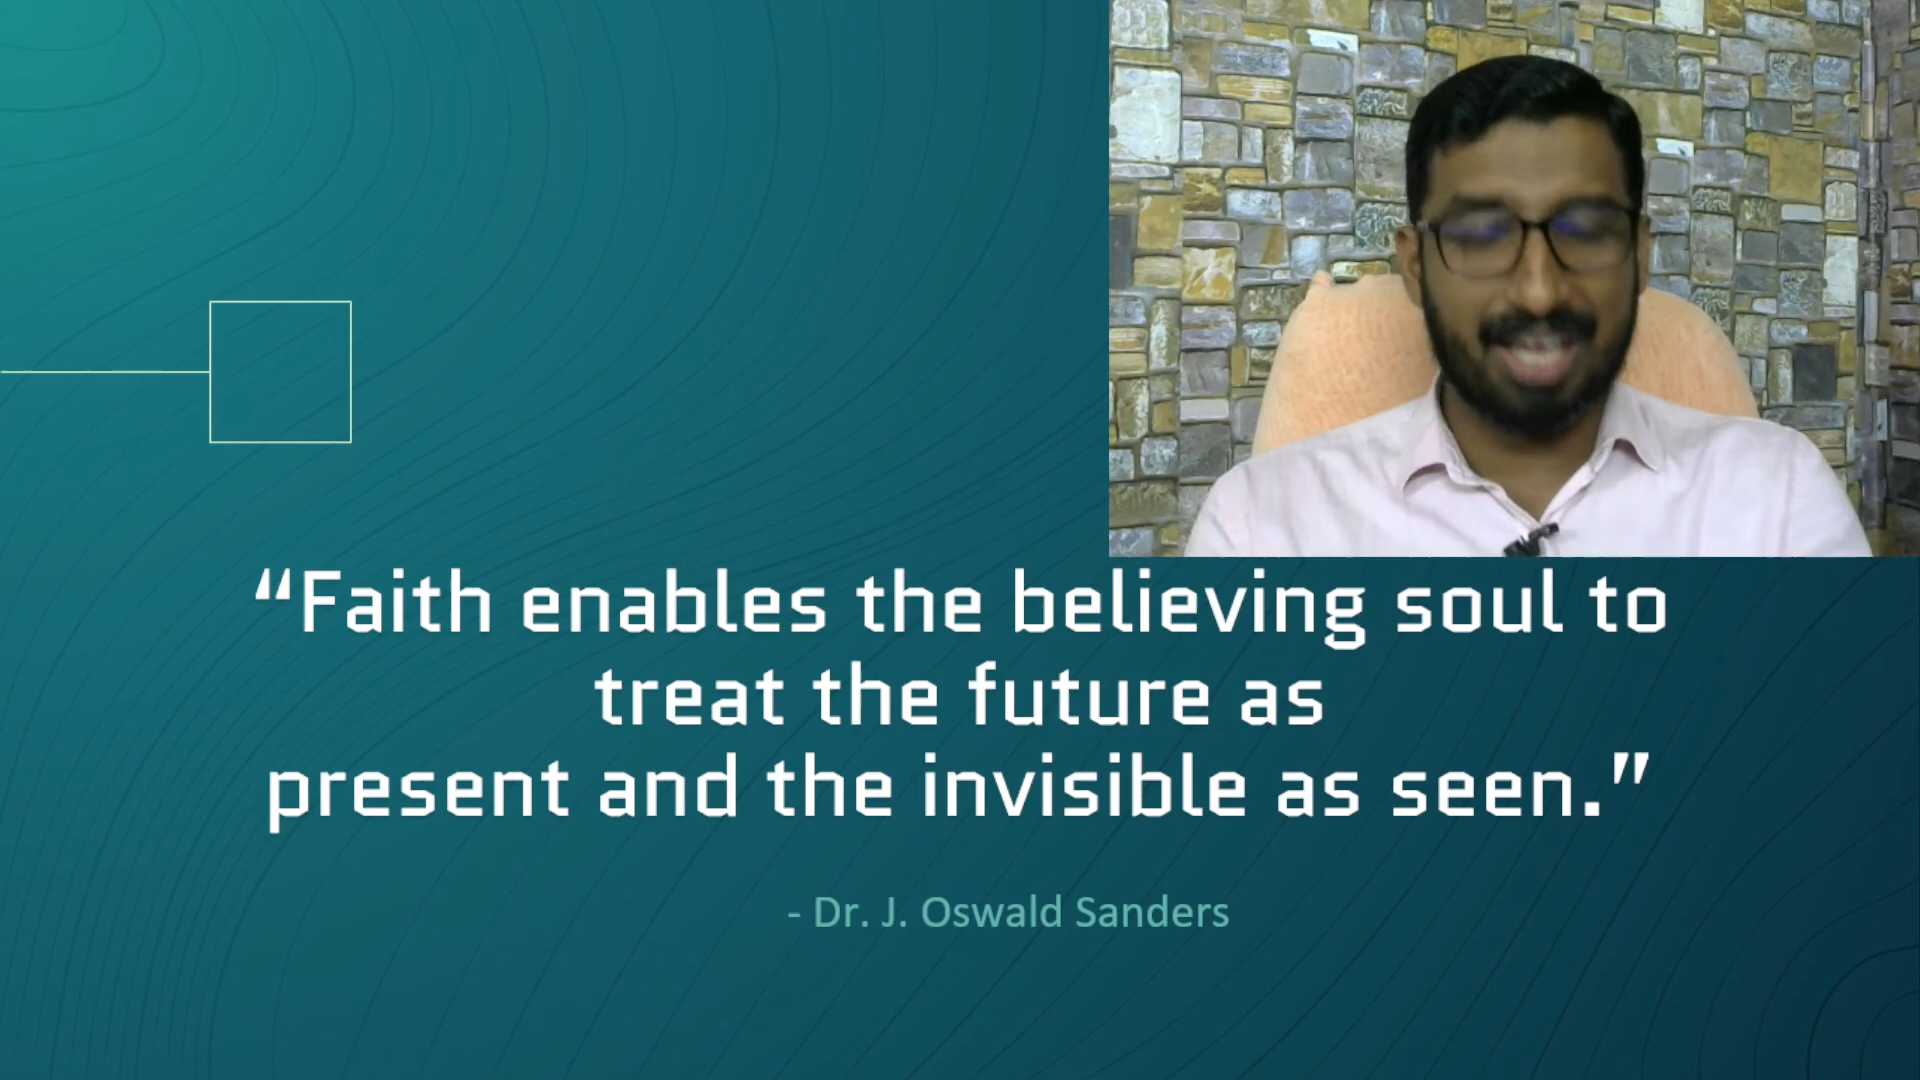 “Faith enables the believing soul to
treat the future as
present and the invisible as seen.”
- Dr. J. Oswald Sanders